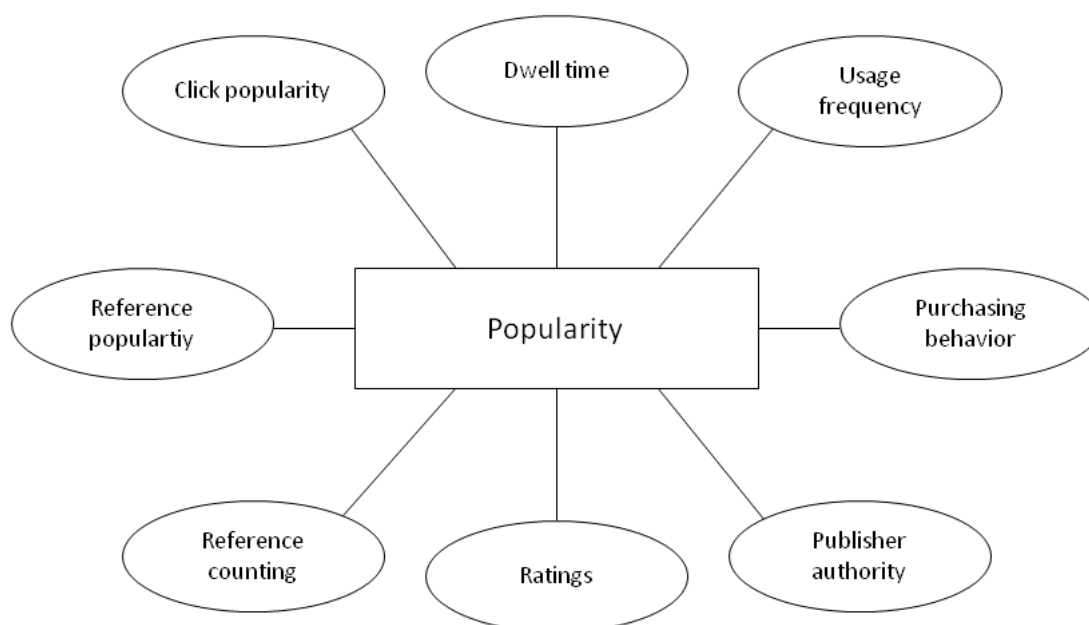 Click popularity
Dwell time
Usage
frequency
Reference
populartiy
Popularity
Purchasing
behavior
Reference
counting
Ratings
Publisher
authority